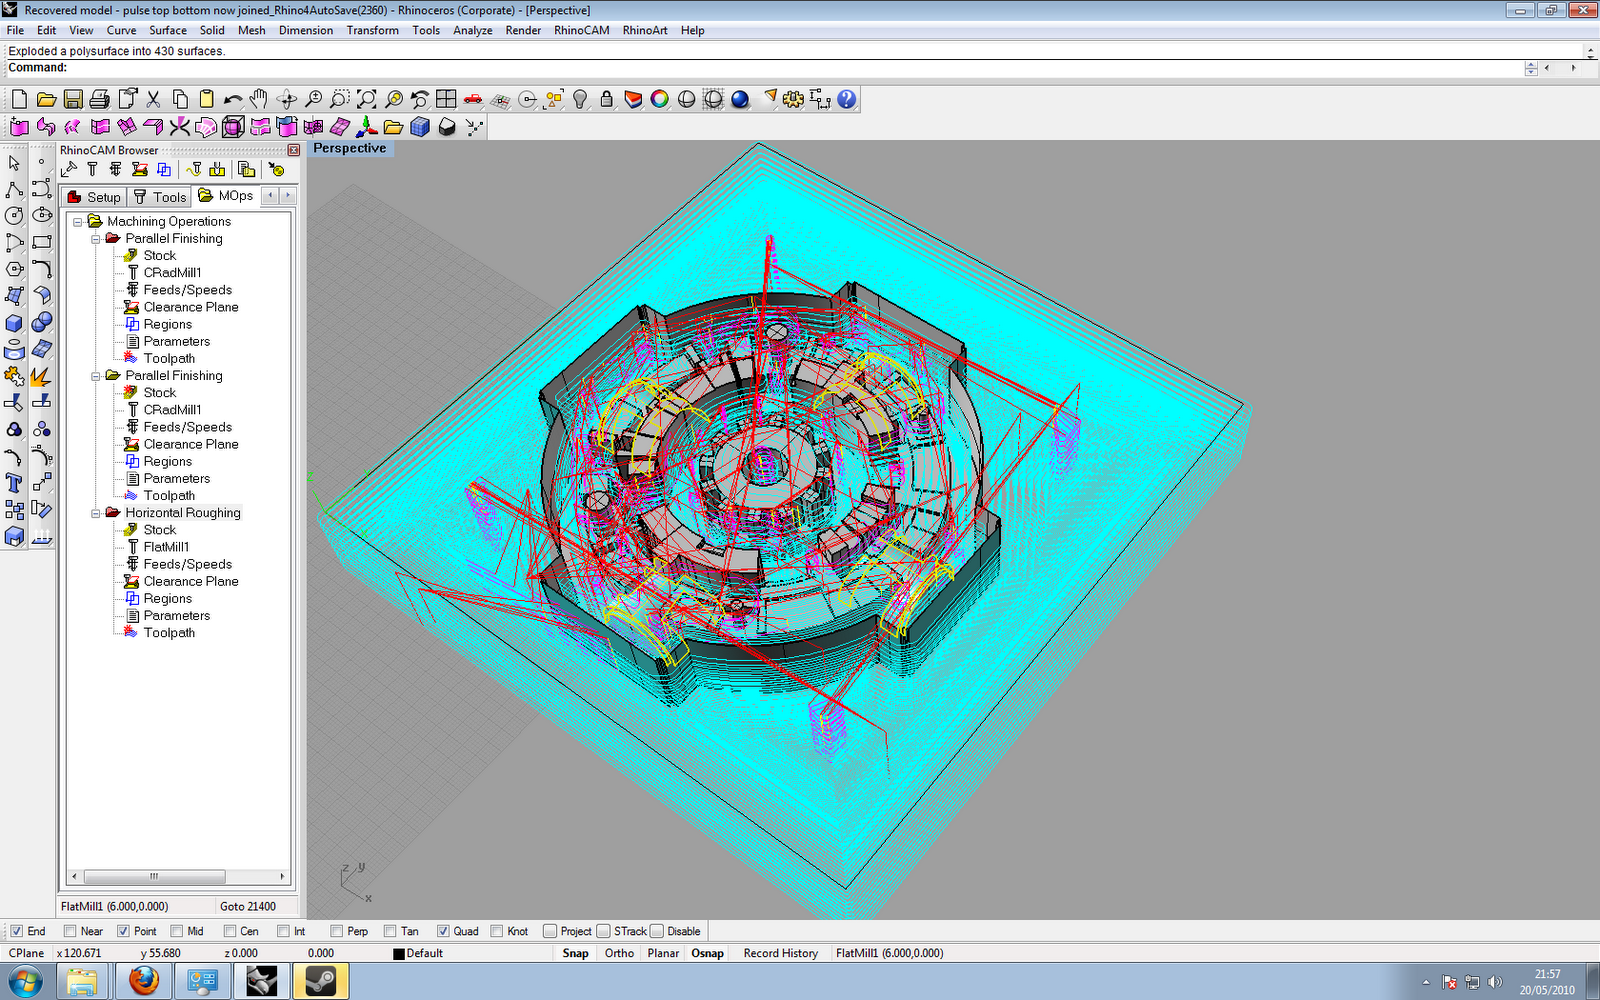 Recovered model - pulse top bottom now joined_Rhino4AutoSave(2360) - Rhinoceros (Corporate) - [Perspective]
File Edit View Curve Surface Solid Mesh Dimension Transform Tools Analyze Render RhinoCAM RhinoArt Help
Exploded a polysurface into 430 surfaces.
Command:
RhinoCAM Browser
Perspective
Setup Tools MOps
Machining Operations
Parallel Finishing
Stock
CRadMill1
Feeds/Speeds
Clearance Plane
Regions
Parameters
Toolpath
Parallel Finishing
Stock
CRadMill1
Feeds/Speeds
Clearance Plane
Regions
Parameters
Toolpath
Horizontal Roughing
Stock
FlatMill1
Feeds/Speeds
Clearance Plane
Regions
Parameters
Toolpath
z y
x
FlatMill1 (6.000,0.000) Goto 21400
End Near Point Mid Cen Int Perp Tan Quad Knot Project STrack Disable
CPlane x 120.671 y 55.680 z 0.000 0.000 Default Snap Ortho Planar Osnap Record History FlatMill1 (6.000,0.000)
21:57
20/05/2010